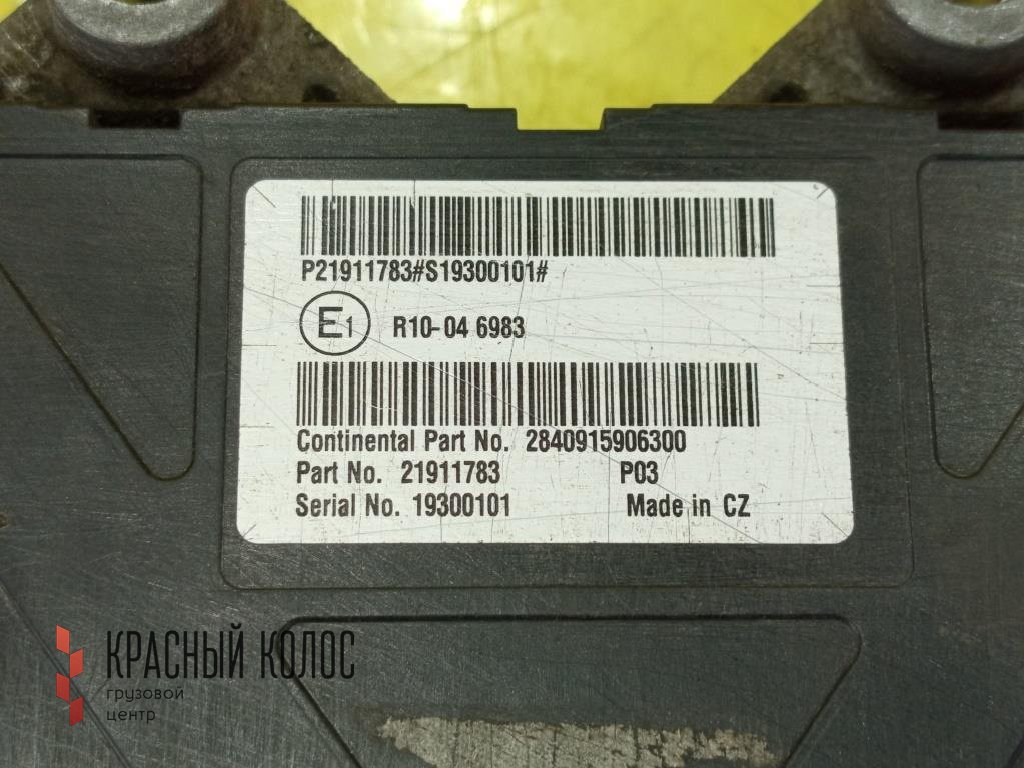 P21911783#S19300101#
E1 R10-04 6983
Continental Part No. 2840915906300
Part No. 21911783 P03
Serial No. 19300101 Made in CZ
КРАСНЫЙ КОЛОС
грузовой
центр